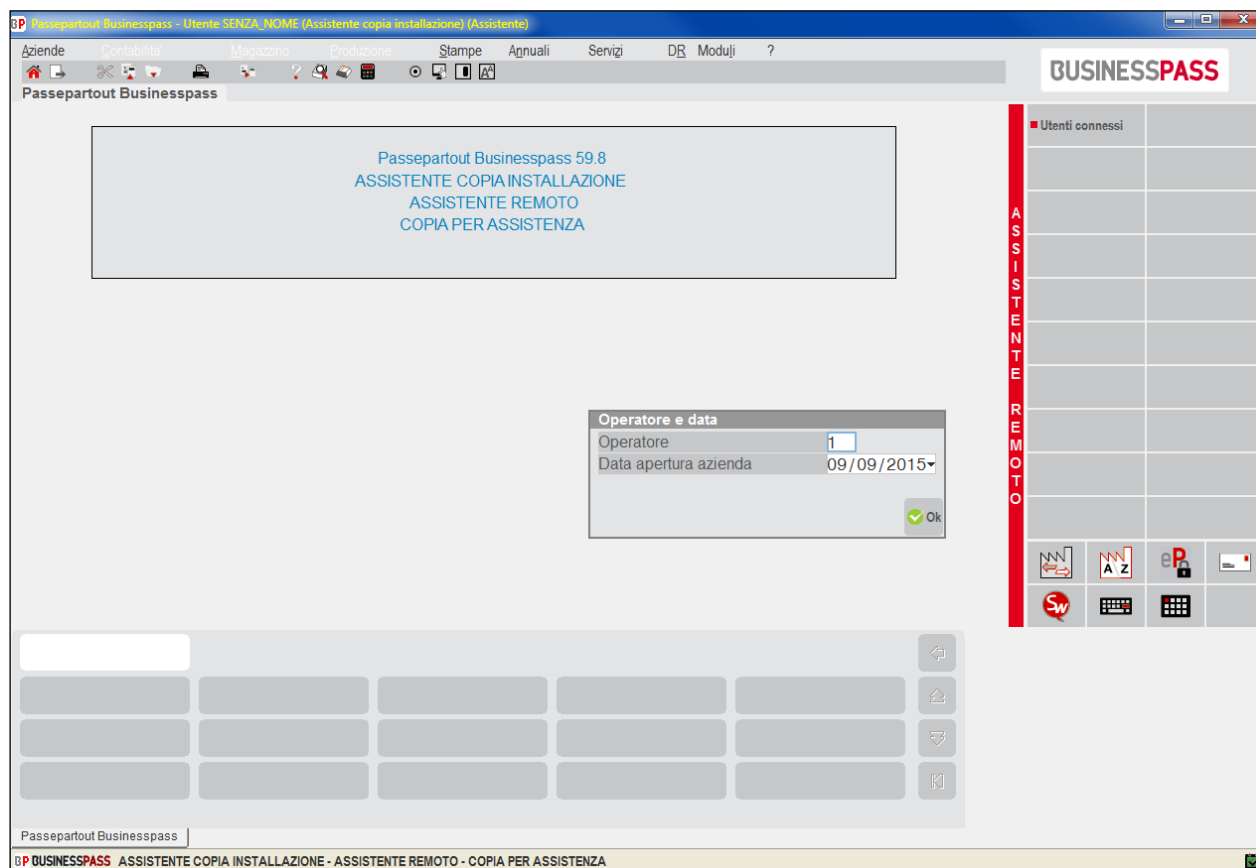 BP Passepartout Businesspass - Utente SENZA_NOME (Assistente copia installazione) (Assistente)
Aziende Contabilita' Magazzino Produzione Stampe Annuali Servizi DR Moduli ?
BUSINESSPASS
Passepartout Businesspass
Utenti connessi
Passepartout Businesspass 59.8
ASSISTENTE COPIA INSTALLAZIONE
ASSISTENTE REMOTO
COPIA PER ASSISTENZA
ASSISTENTE REMOTO
Operatore e data
Operatore 1
Data apertura azienda 09/09/2015
Ok
A Z
eP
Sw
Passepartout Businesspass
BP BUSINESSPASS ASSISTENTE COPIA INSTALLAZIONE - ASSISTENTE REMOTO - COPIA PER ASSISTENZA